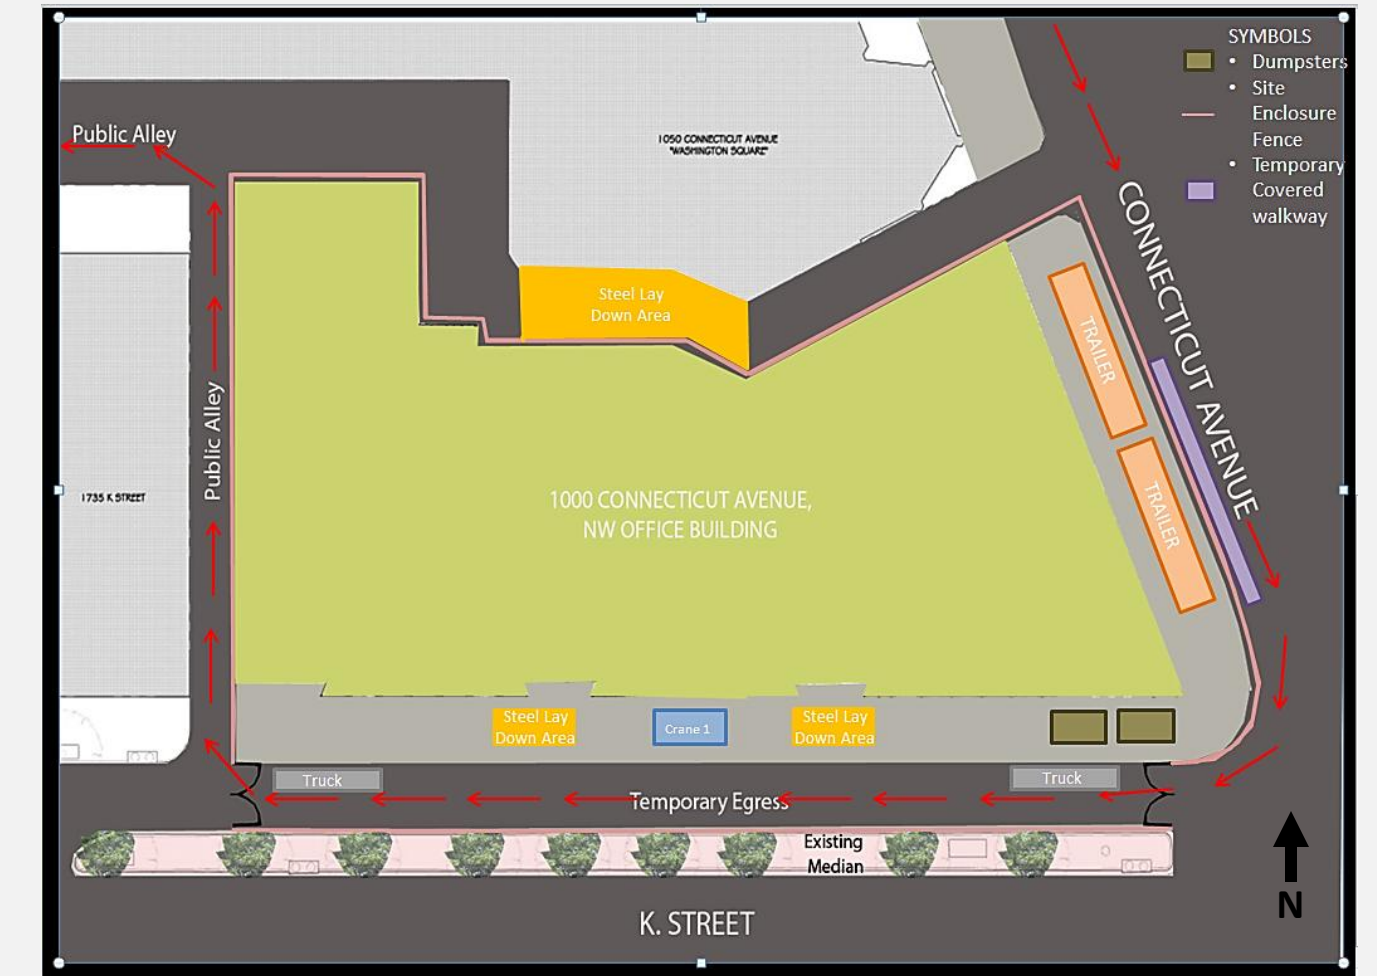 SYMBOLS
• Dumpsters
• Site
Enclosure
Fence
• Temporary
Covered
walkway
Public Alley
1050 CONNECTICUT AVENUE
"WASHINGTON SQUARE"
CONNECTICUT AVENUE
Steel Lay
Down Area
TRAILER
TRAILER
Public Alley
1735 K STREET
1000 CONNECTICUT AVENUE,
NW OFFICE BUILDING
Steel Lay
Down Area
Crane 1
Steel Lay
Down Area
Truck
Truck
Temporary Egress
Existing
Median
K. STREET
N